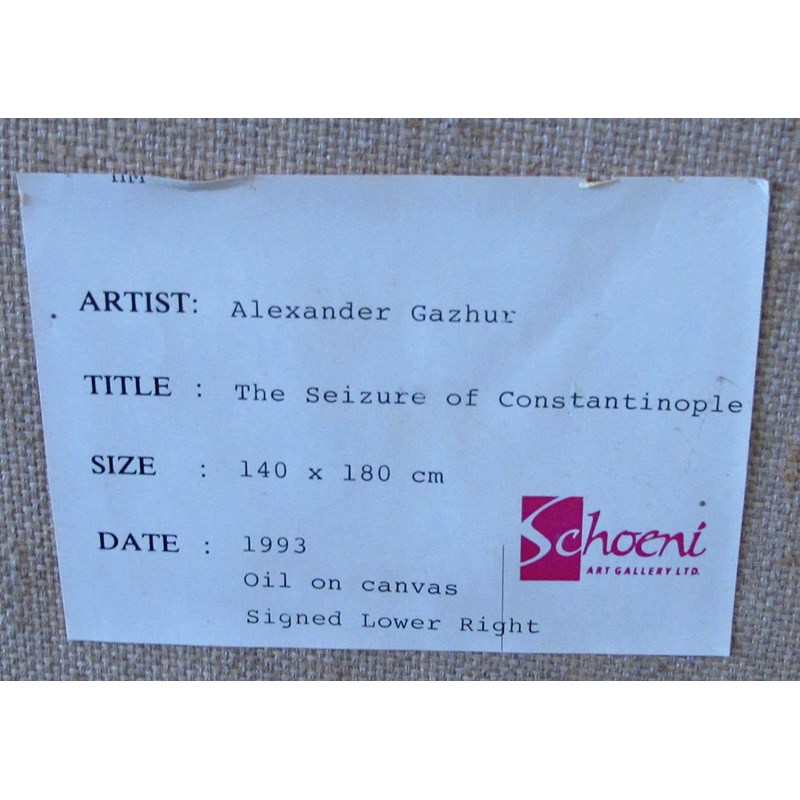 ARTIST: Alexander Gazhur
TITLE : The Seizure of Constantinople
SIZE : 140 x 180 cm
DATE : 1993
Oil on canvas
Signed Lower Right
Schoeni
ART GALLERY LTD.